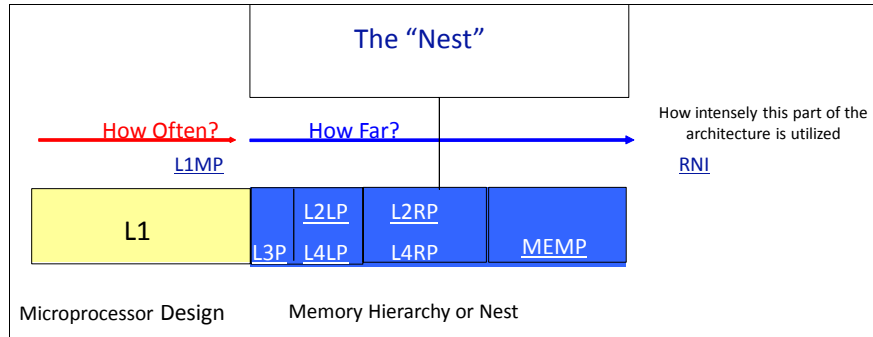 The “Nest”
How Often?
How Far?
How intensely this part of the
architecture is utilized
L1MP
RNI
L1
L2LP
L2RP
L3P
L4LP
L4RP
MEMP
Microprocessor Design
Memory Hierarchy or Nest